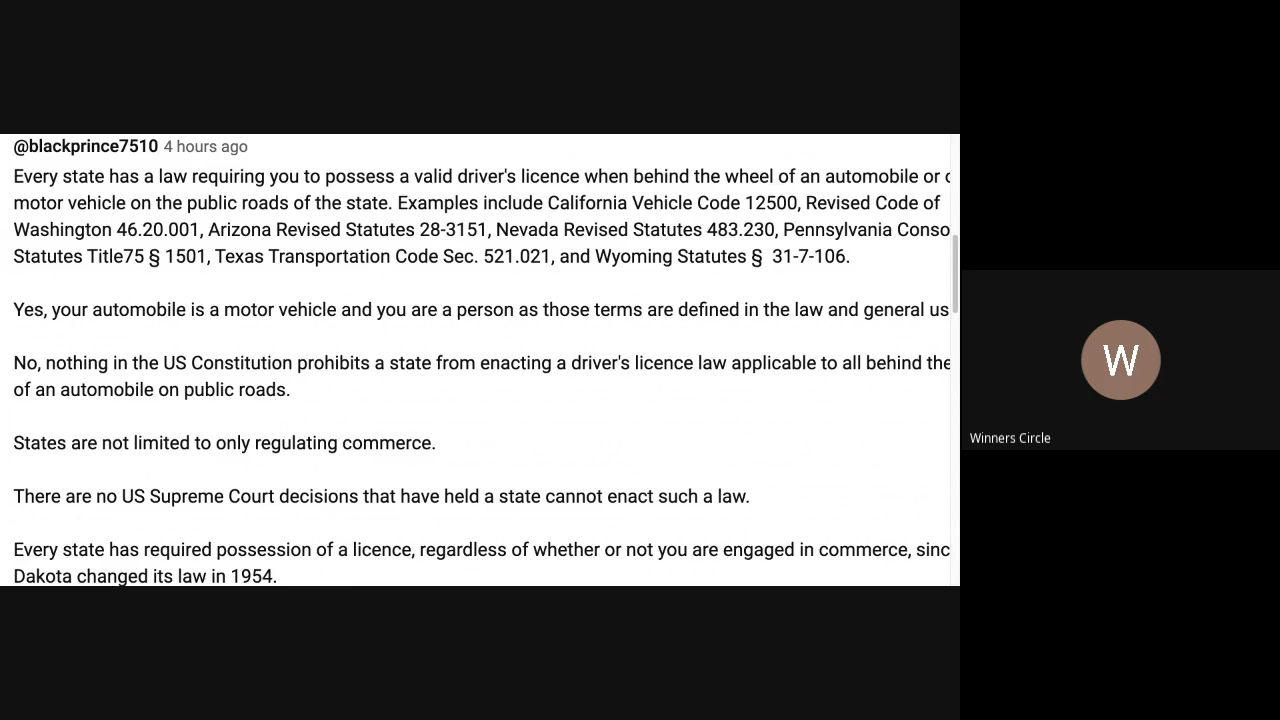 @blackprince7510 4 hours ago
Every state has a law requiring you to possess a valid driver's licence when behind the wheel of an automobile or
motor vehicle on the public roads of the state. Examples include California Vehicle Code 12500, Revised Code of
Washington 46.20.001, Arizona Revised Statutes 28-3151, Nevada Revised Statutes 483.230, Pennsylvania Conso
Statutes Title75 § 1501, Texas Transportation Code Sec. 521.021, and Wyoming Statutes § 31-7-106.
Yes, your automobile is a motor vehicle and you are a person as those terms are defined in the law and general us
No, nothing in the US Constitution prohibits a state from enacting a driver's licence law applicable to all behind the
of an automobile on public roads.
States are not limited to only regulating commerce.
There are no US Supreme Court decisions that have held a state cannot enact such a law.
Every state has required possession of a licence, regardless of whether or not you are engaged in commerce, sinc
Dakota changed its law in 1954.
W
Winners Circle